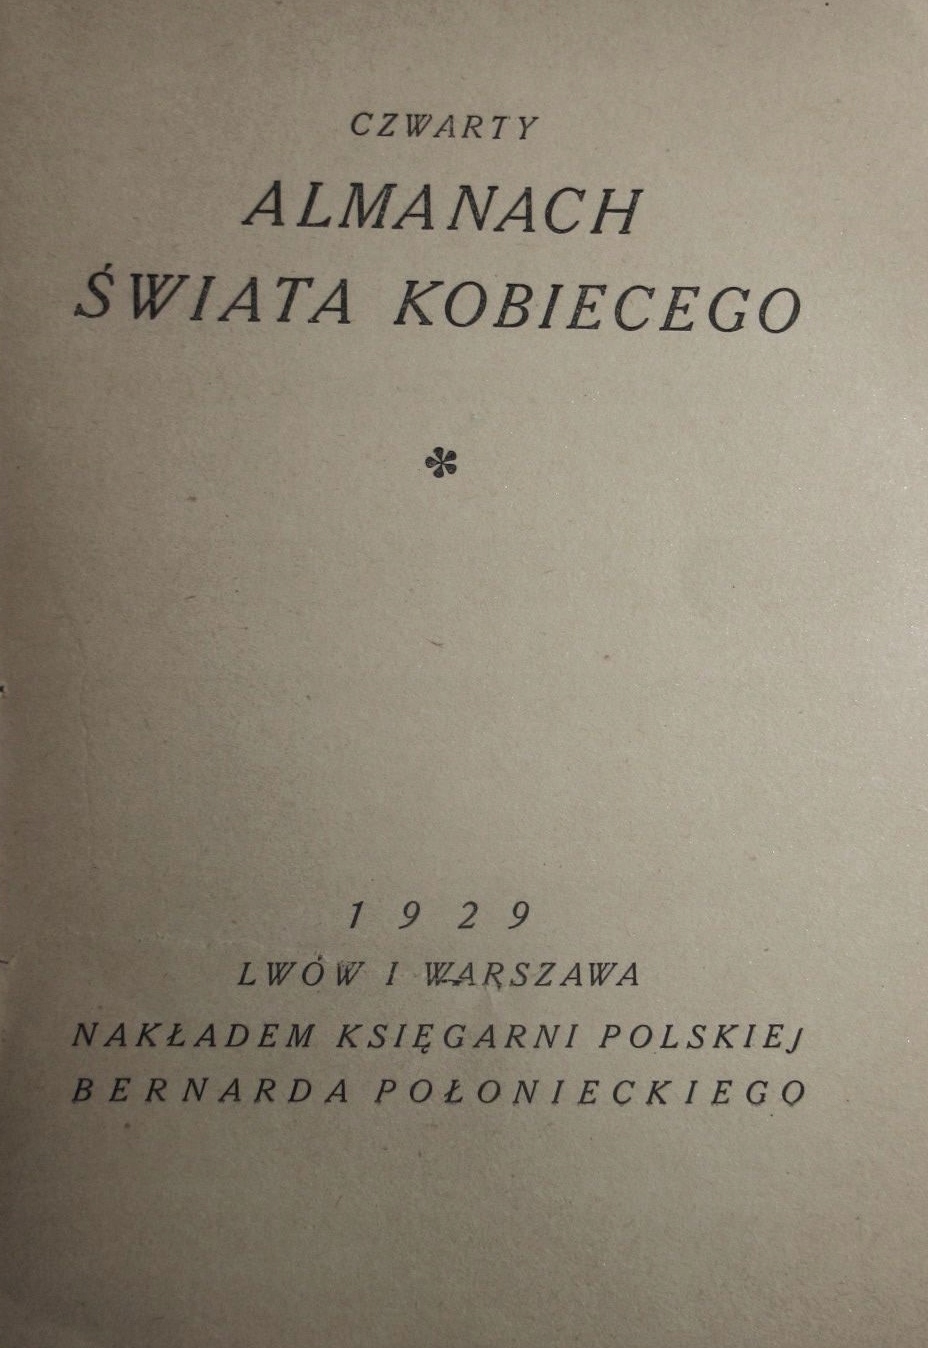 CZWARTY
ALMANACH
ŚWIATA KOBIECEGO
*
1929
LWÓW I WARSZAWA
NAKŁADEM KSIĘGARNI POLSKIEJ
BERNARDA POŁONIECKIEGO